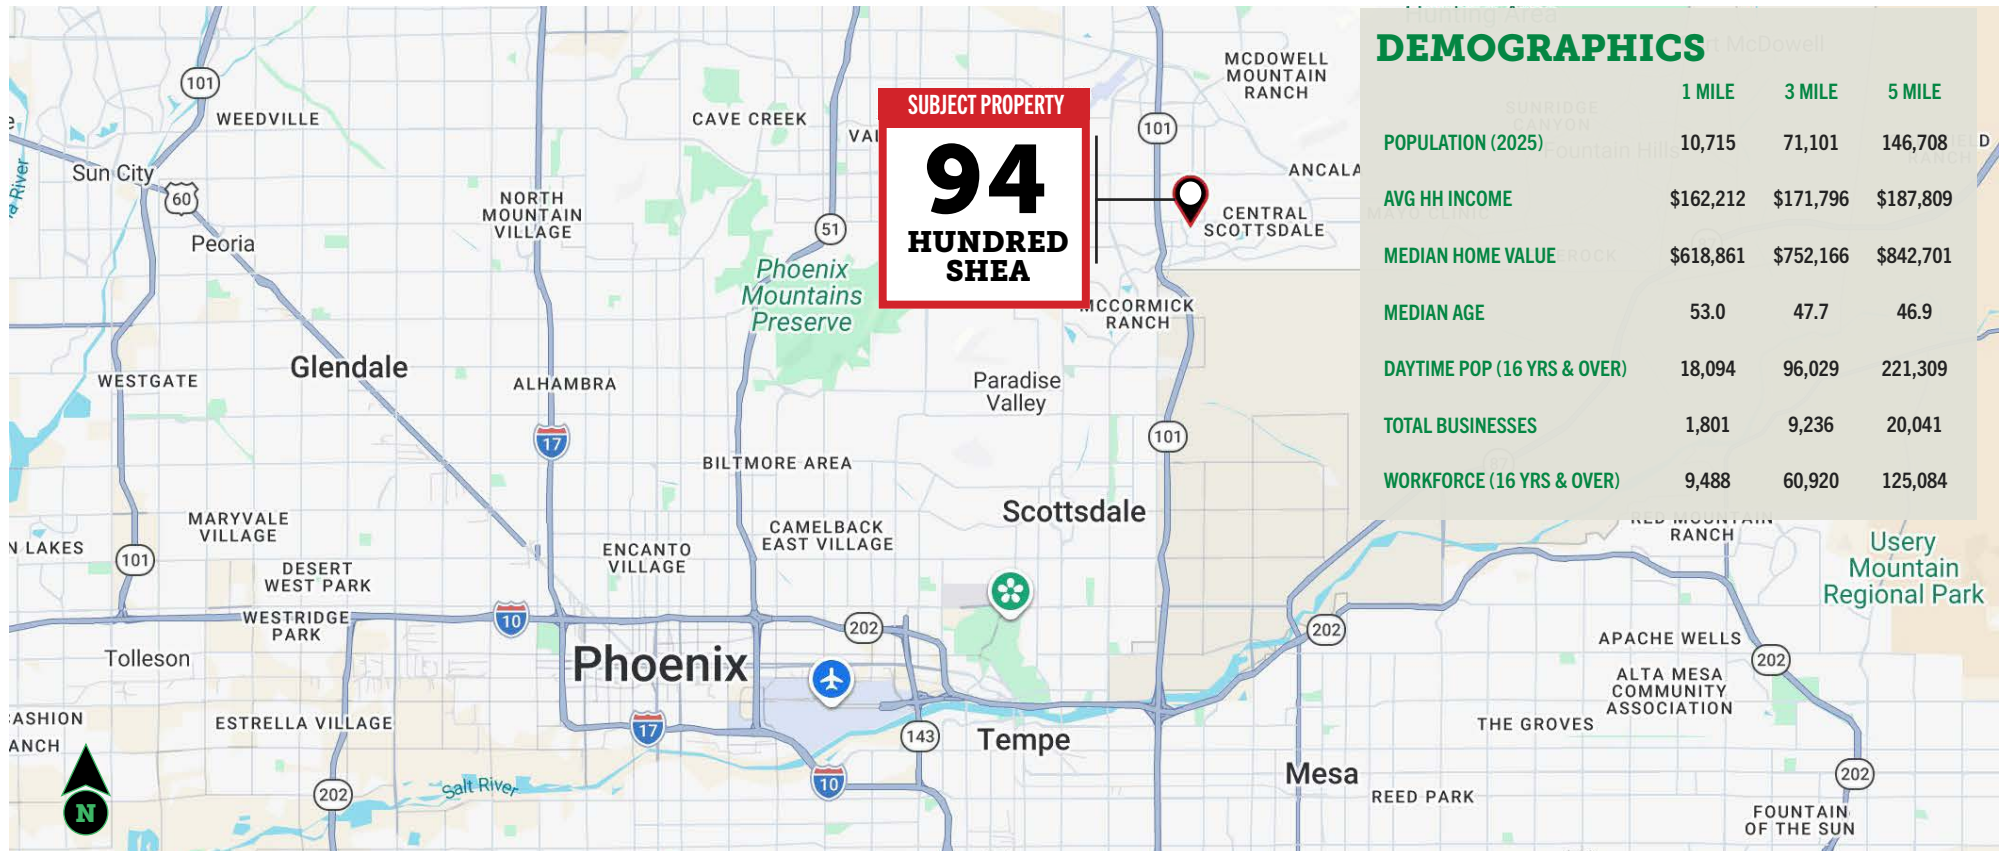 DEMOGRAPHICS
1 MILE 3 MILE 5 MILE
POPULATION (2025) 10,715 71,101 146,708
AVG HH INCOME $162,212 $171,796 $187,809
MEDIAN HOME VALUE $618,861 $752,166 $842,701
MEDIAN AGE 53.0 47.7 46.9
DAYTIME POP (16 YRS & OVER) 18,094 96,029 221,309
TOTAL BUSINESSES 1,801 9,236 20,041
WORKFORCE (16 YRS & OVER) 9,488 60,920 125,084
SUBJECT PROPERTY
94
HUNDRED
SHEA
MCDOWELL
MOUNTAIN
RANCH
101
WEEDVILLE
CAVE CREEK
101
Sun City
60
ANCALA
NORTH
MOUNTAIN
VILLAGE
51
CENTRAL
SCOTTSDALE
Peoria
Phoenix
Mountains
Preserve
MCCORMICK
RANCH
Glendale
WESTGATE
ALHAMBRA
Paradise
Valley
17
101
BILTMORE AREA
Scottsdale
MARYVALE
VILLAGE
CAMELBACK
EAST VILLAGE
RED MOUNTAIN
RANCH
N LAKES
101
ENCANTO
VILLAGE
DESERT
WEST PARK
Usery
Mountain
Regional Park
WESTRIDGE
PARK
10
202
202
Tolleson
Phoenix
APACHE WELLS
202
ALTA MESA
COMMUNITY
ASSOCIATION
ESTRELLA VILLAGE
17
143
Tempe
THE GROVES
ANCH
N
202
Salt River
10
Mesa
REED PARK
202
FOUNTAIN
OF THE SUN